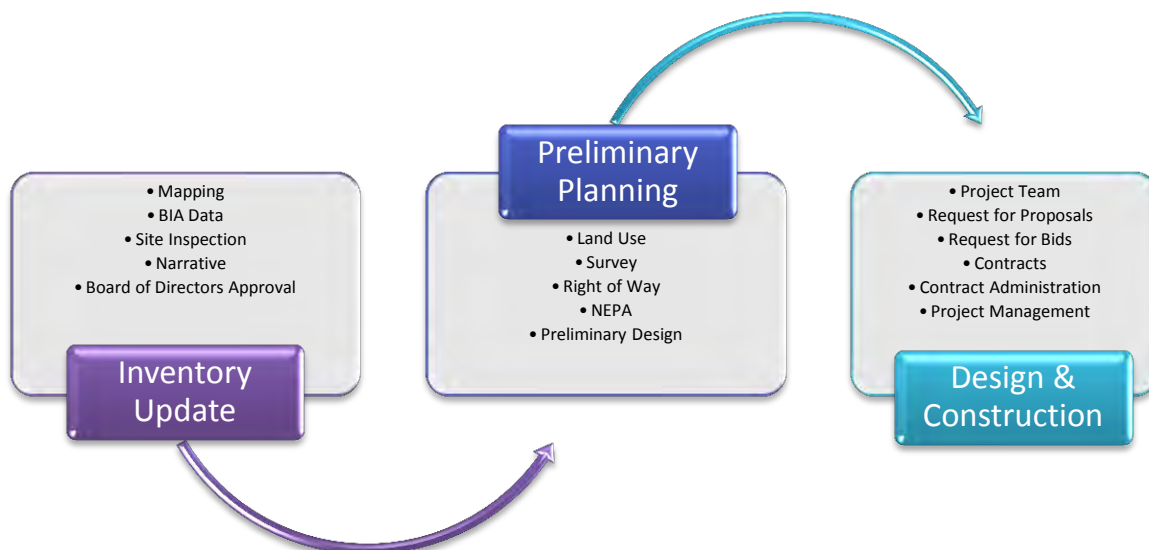 • Mapping
• BIA Data
• Site Inspection
• Narrative
• Board of Directors Approval
Inventory
Update
Preliminary
Planning
• Land Use
• Survey
• Right of Way
• NEPA
• Preliminary Design
• Project Team
• Request for Proposals
• Request for Bids
• Contracts
• Contract Administration
• Project Management
Design &
Construction